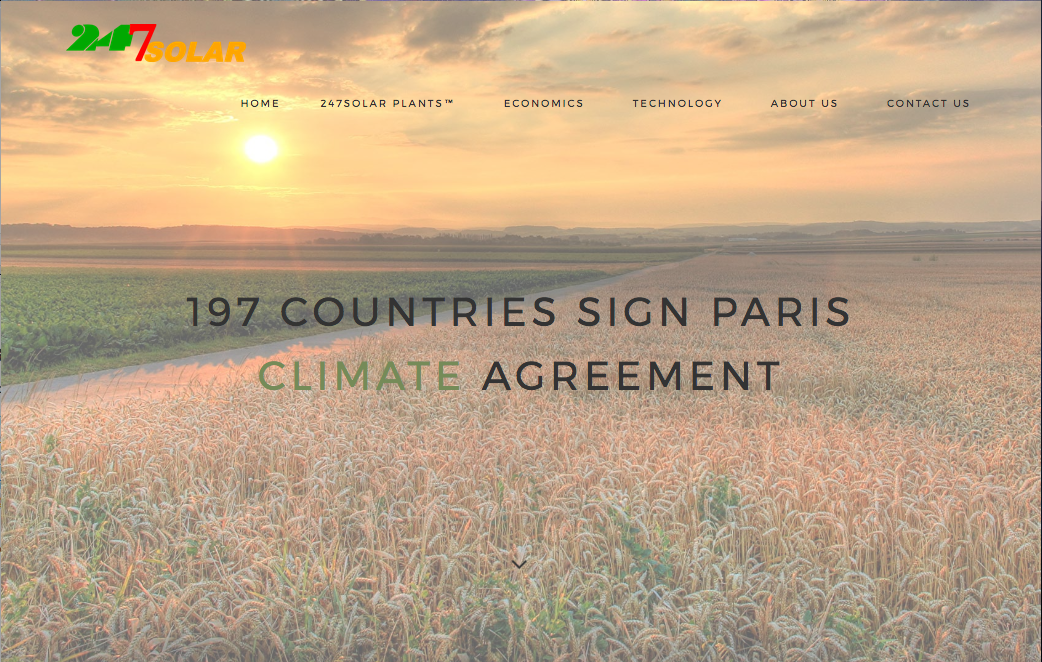 247SOLAR
HOME 247SOLAR PLANTS™ ECONOMICS TECHNOLOGY ABOUT US CONTACT US
197 COUNTRIES SIGN PARIS
CLIMATE AGREEMENT